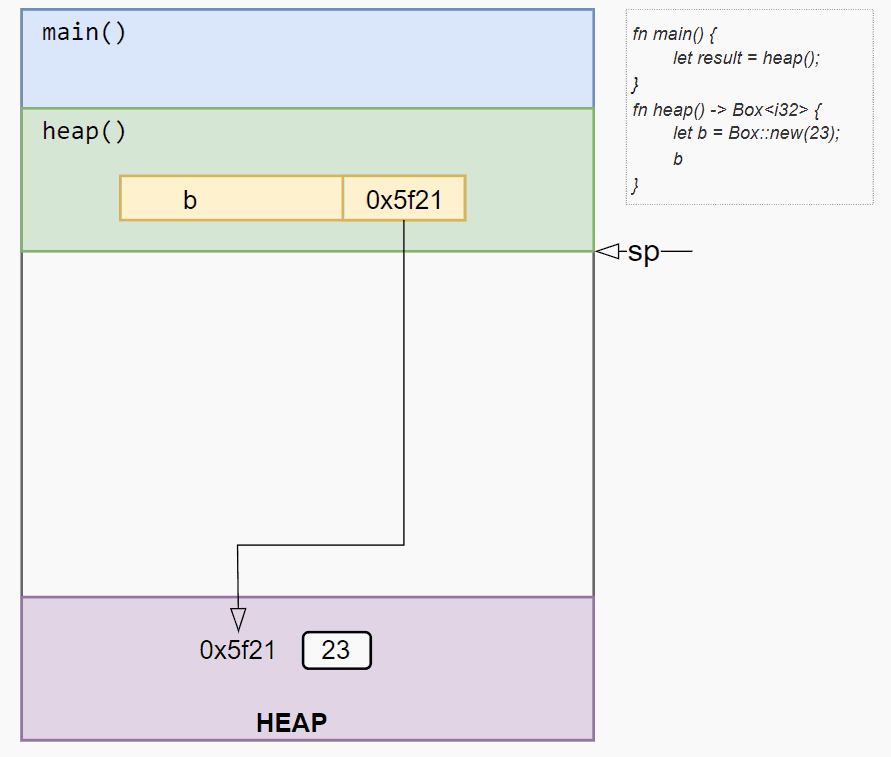 main()
fn main() {
let result = heap();
}
fn heap() -> Box<i32> {
let b = Box::new(23);
b
}
heap()
b 0x5f21
sp
0x5f21 23
HEAP